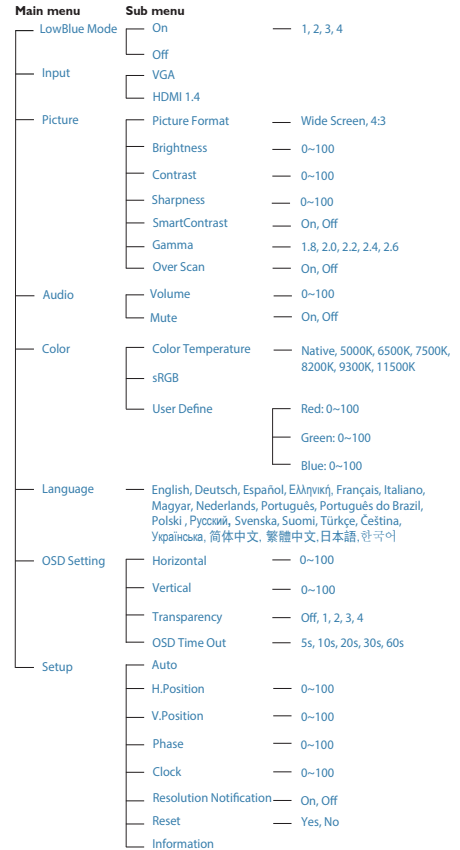 Main menu Sub menu
LowBlue Mode On 1, 2, 3, 4
Off
Input VGA
HDMI 1.4
Picture Picture Format Wide Screen, 4:3
Brightness 0~100
Contrast 0~100
Sharpness 0~100
SmartContrast On, Off
Gamma 1.8, 2.0, 2.2, 2.4, 2.6
Over Scan On, Off
Audio Volume 0~100
Mute On, Off
Color Color Temperature Native, 5000K, 6500K, 7500K,
8200K, 9300K, 11500K
sRGB
User Define Red: 0~100
Green: 0~100
Blue: 0~100
Language English, Deutsch, Español, Ελληνική, Français, Italiano,
Magyar, Nederlands, Português, Português do Brazil,
Polski , Русский, Svenska, Suomi, Türkçe, Čeština,
Українська, 简体中文, 繁體中文,日本語,한국어
OSD Setting Horizontal 0~100
Vertical 0~100
Transparency Off, 1, 2, 3, 4
OSD Time Out 5s, 10s, 20s, 30s, 60s
Setup Auto
H.Position 0~100
V.Position 0~100
Phase 0~100
Clock 0~100
Resolution Notification On, Off
Reset Yes, No
Information